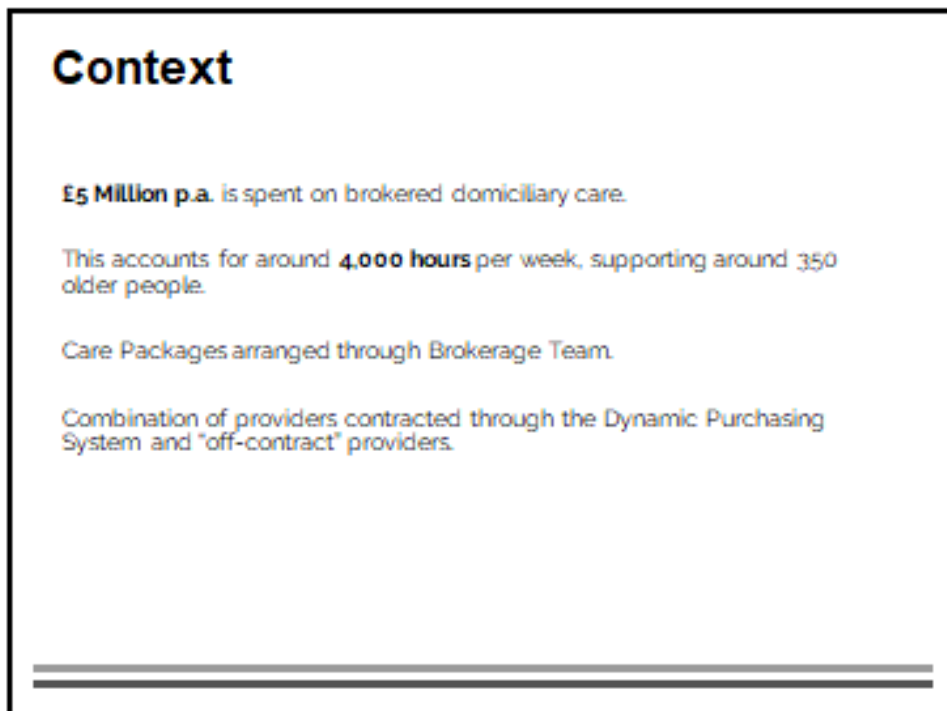 Context
£5 Million p.a. is spent on brokered domiciliary care.
This accounts for around 4,000 hours per week, supporting around 350
older people.
Care Packages arranged through Brokerage Team.
Combination of providers contracted through the Dynamic Purchasing
System and "off-contract" providers.